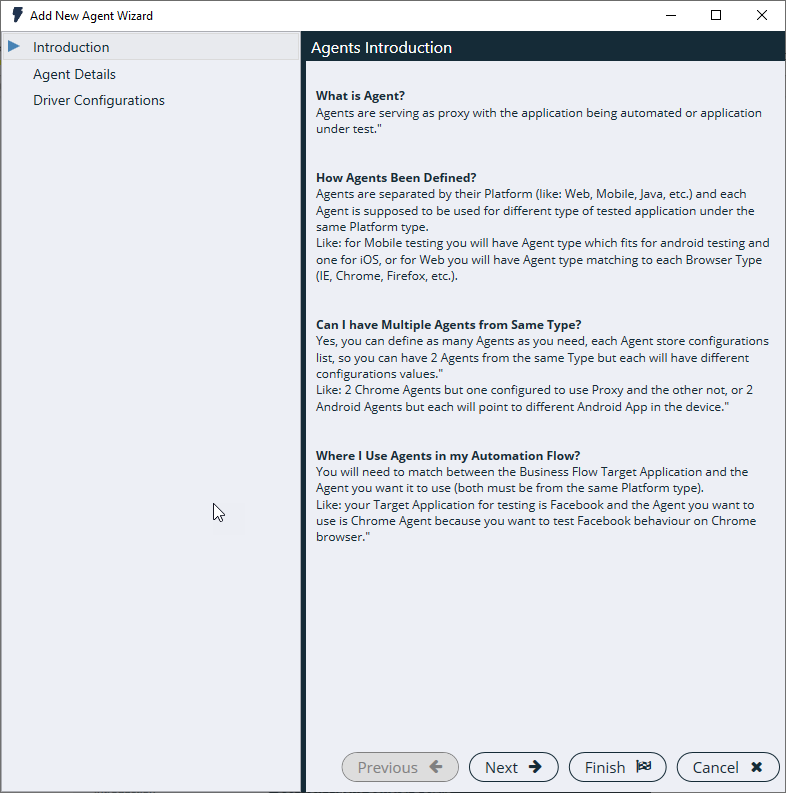 Add New Agent Wizard
Introduction
Agent Details
Driver Configurations
Agents Introduction
What is Agent?
Agents are serving as proxy with the application being automated or application
under test."
How Agents Been Defined?
Agents are separated by their Platform (like: Web, Mobile, Java, etc.) and each
Agent is supposed to be used for different type of tested application under the
same Platform type.
Like: for Mobile testing you will have Agent type which fits for android testing and
one for iOS, or for Web you will have Agent type matching to each Browser Type
(IE, Chrome, Firefox, etc.).
Can I have Multiple Agents from Same Type?
Yes, you can define as many Agents as you need, each Agent store configurations
list, so you can have 2 Agents from the same Type but each will have different
configurations values."
Like: 2 Chrome Agents but one configured to use Proxy and the other not, or 2
Android Agents but each will point to different Android App in the device."
Where I Use Agents in my Automation Flow?
You will need to match between the Business Flow Target Application and the
Agent you want it to use (both must be from the same Platform type).
Like: your Target Application for testing is Facebook and the Agent you want to
use is Chrome Agent because you want to test Facebook behaviour on Chrome
browser."
Previous
Next
Finish
Cancel